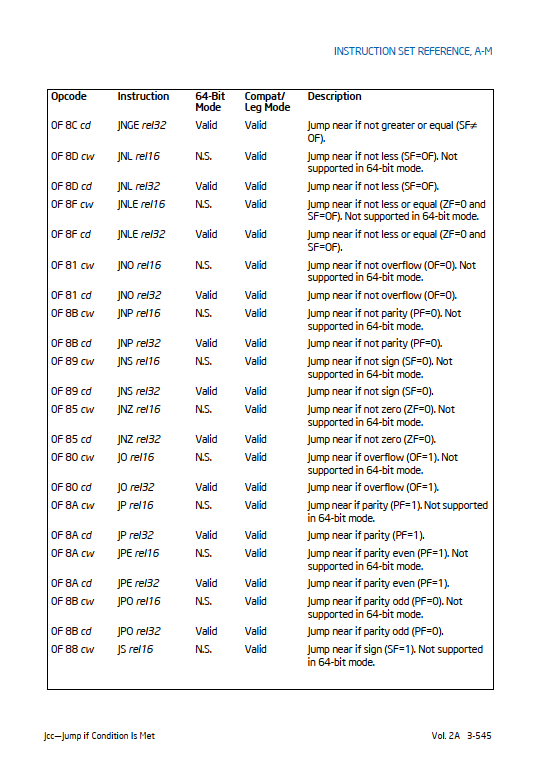 INSTRUCTION SET REFERENCE, A-M
Opcode Instruction 64-Bit Compat/ Description
Mode Leg Mode
0F 8C cd JNGE rel32 Valid Valid Jump near if not greater or equal (SF≠
OF).
0F 8D cw JNL rel16 N.S. Valid Jump near if not less (SF=OF). Not
supported in 64-bit mode.
0F 8D cd JNL rel32 Valid Valid Jump near if not less (SF=OF).
0F 8F cw JNLE rel16 N.S. Valid Jump near if not less or equal (ZF=0 and
SF=OF). Not supported in 64-bit mode.
0F 8F cd JNLE rel32 Valid Valid Jump near if not less or equal (ZF=0 and
SF=OF).
0F 81 cw JNO rel16 N.S. Valid Jump near if not overflow (OF=0). Not
supported in 64-bit mode.
0F 81 cd JNO rel32 Valid Valid Jump near if not overflow (OF=0).
0F 8B cw JNP rel16 N.S. Valid Jump near if not parity (PF=0). Not
supported in 64-bit mode.
0F 8B cd JNP rel32 Valid Valid Jump near if not parity (PF=0).
0F 89 cw JNS rel16 N.S. Valid Jump near if not sign (SF=0). Not
supported in 64-bit mode.
0F 89 cd JNS rel32 Valid Valid Jump near if not sign (SF=0).
0F 85 cw JNZ rel16 N.S. Valid Jump near if not zero (ZF=0). Not
supported in 64-bit mode.
0F 85 cd JNZ rel32 Valid Valid Jump near if not zero (ZF=0).
0F 80 cw JO rel16 N.S. Valid Jump near if overflow (OF=1). Not
supported in 64-bit mode.
0F 80 cd JO rel32 Valid Valid Jump near if overflow (OF=1).
0F 8A cw JP rel16 N.S. Valid Jump near if parity (PF=1). Not supported
in 64-bit mode.
0F 8A cd JP rel32 Valid Valid Jump near if parity (PF=1).
0F 8A cw JPE rel16 N.S. Valid Jump near if parity even (PF=1). Not
supported in 64-bit mode.
0F 8A cd JPE rel32 Valid Valid Jump near if parity even (PF=1).
0F 8B cw JPO rel16 N.S. Valid Jump near if parity odd (PF=0). Not
supported in 64-bit mode.
0F 8B cd JPO rel32 Valid Valid Jump near if parity odd (PF=0).
0F 88 cw JS rel16 N.S. Valid Jump near if sign (SF=1). Not supported
in 64-bit mode.
Jcc—Jump if Condition Is Met Vol. 2A 3-545